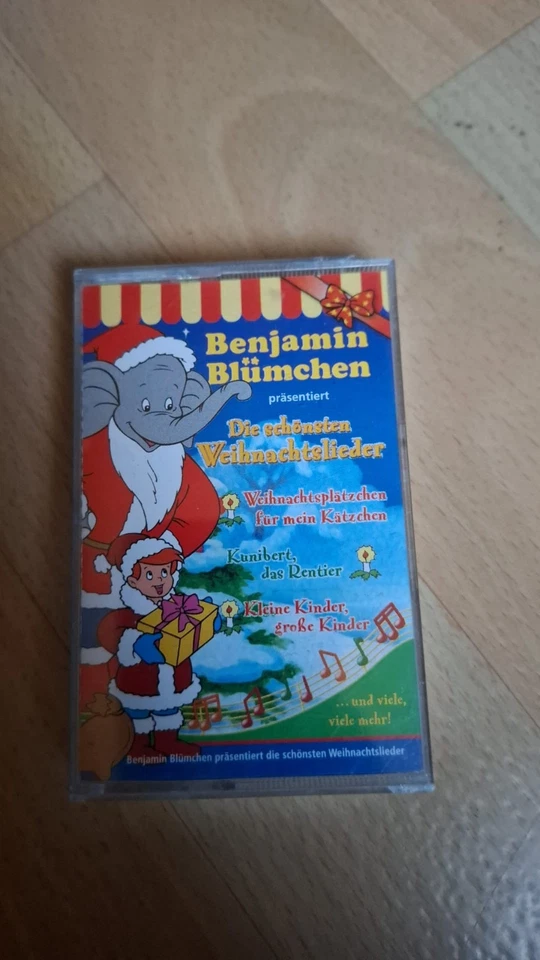 Benjamin
Blümchen
präsentiert
Die schönsten
Weihnachtslieder
Weihnachtsplätzchen
für mein Kätzchen
Kunibert,
das Rentier
Kleine Kinder,
große Kinder
... und viele,
viele mehr!
Benjamin Blümchen präsentiert die schönsten Weihnachtslieder